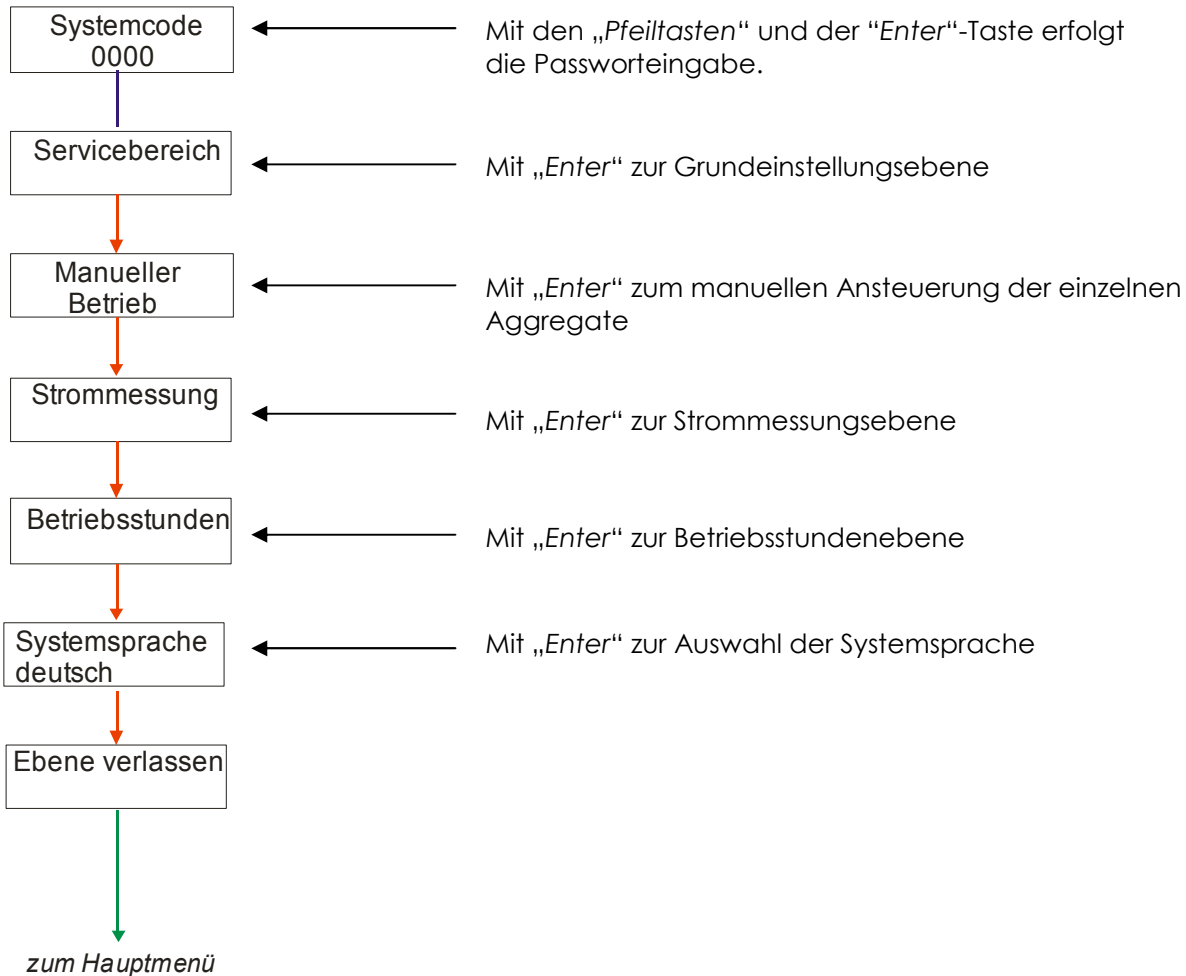 Systemcode
0000
Mit den „Pfeiltasten“ und der “Enter“-Taste erfolgt
die Passworteingabe.
Servicebereich
Mit „Enter“ zur Grundeinstellungsebene
Manueller
Betrieb
Mit „Enter“ zum manuellen Ansteuerung der einzelnen
Aggregate
Strommessung
Mit „Enter“ zur Strommessungsebene
Betriebsstunden
Mit „Enter“ zur Betriebsstundenebene
Systemsprache
deutsch
Mit „Enter“ zur Auswahl der Systemsprache
Ebene verlassen
zum Hauptmenü